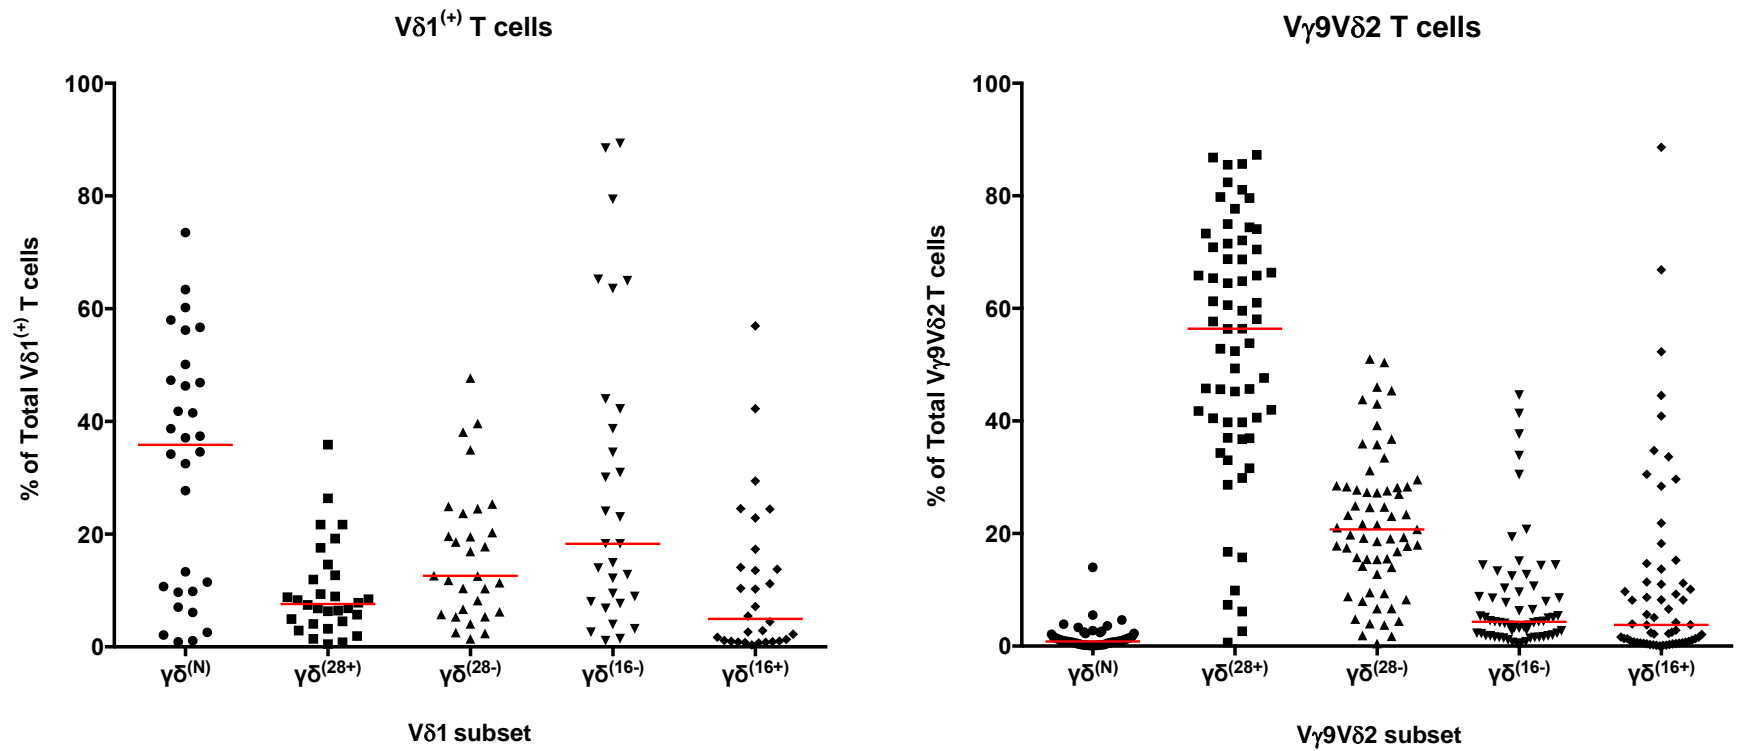 Vδ1(+) T cells
% of Total Vδ1(+) T cells
100
80
60
40
20
0
γδ(N) γδ(28+) γδ(28-) γδ(16-) γδ(16+)
Vδ1 subset
Vγ9Vδ2 T cells
% of Total Vγ9Vδ2 T cells
100
80
60
40
20
0
γδ(N) γδ(28+) γδ(28-) γδ(16-) γδ(16+)
Vγ9Vδ2 subset